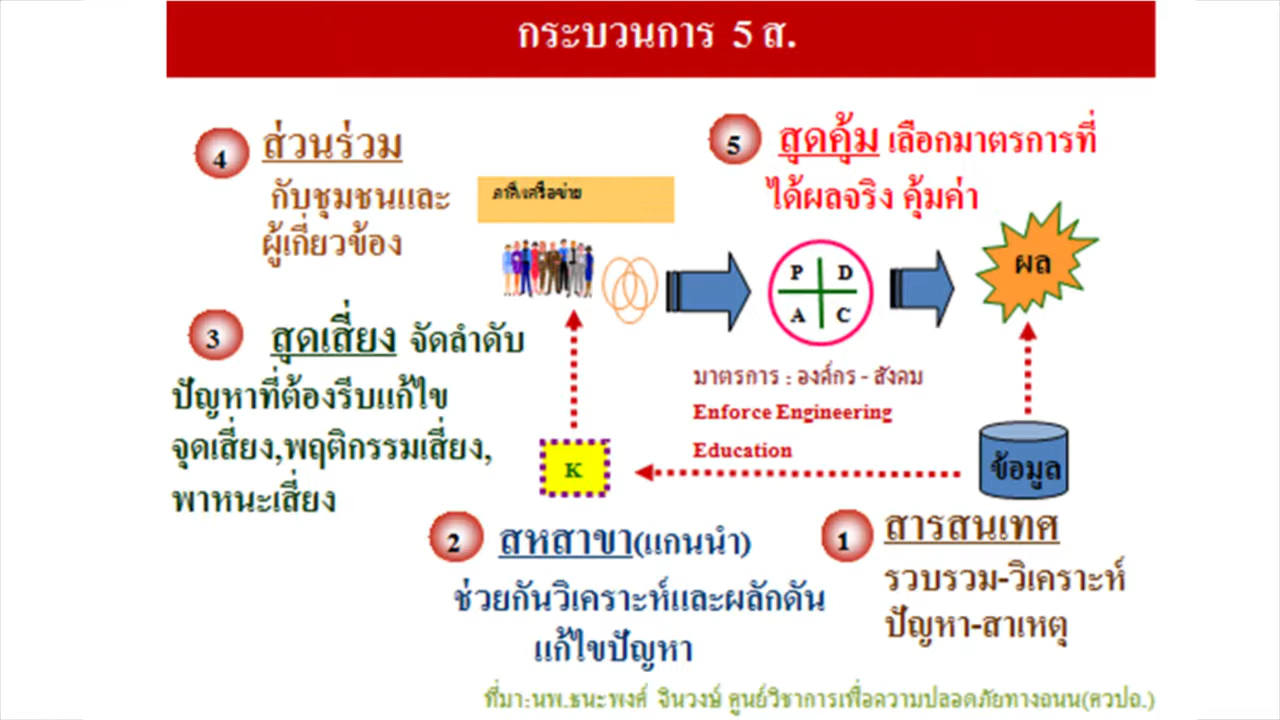 กระบวนการ 5 ส.
4 ส่วนร่วม
กับชุมชนและ
ผู้เกี่ยวข้อง
ภาคีเครือข่าย
5 สุดคุ้ม เลือกมาตรการที่
ได้ผลจริง คุ้มค่า
P D
A C
ผล
3 สุดเสี่ยง จัดลำดับ
ปัญหาที่ต้องรีบแก้ไข
จุดเสี่ยง,พฤติกรรมเสี่ยง,
พาหนะเสี่ยง
มาตรการ : องค์กร - สังคม
Enforce Engineering
Education
K
ข้อมูล
2 สหสาขา(แกนนำ)
ช่วยกันวิเคราะห์และผลักดัน
แก้ไขปัญหา
1 สารสนเทศ
รวบรวม-วิเคราะห์
ปัญหา-สาเหตุ
ที่มา:นพ.ธนะพงศ์ จินวงษ์ ศูนย์วิชาการเพื่อความปลอดภัยทางถนน(ศวปถ.)